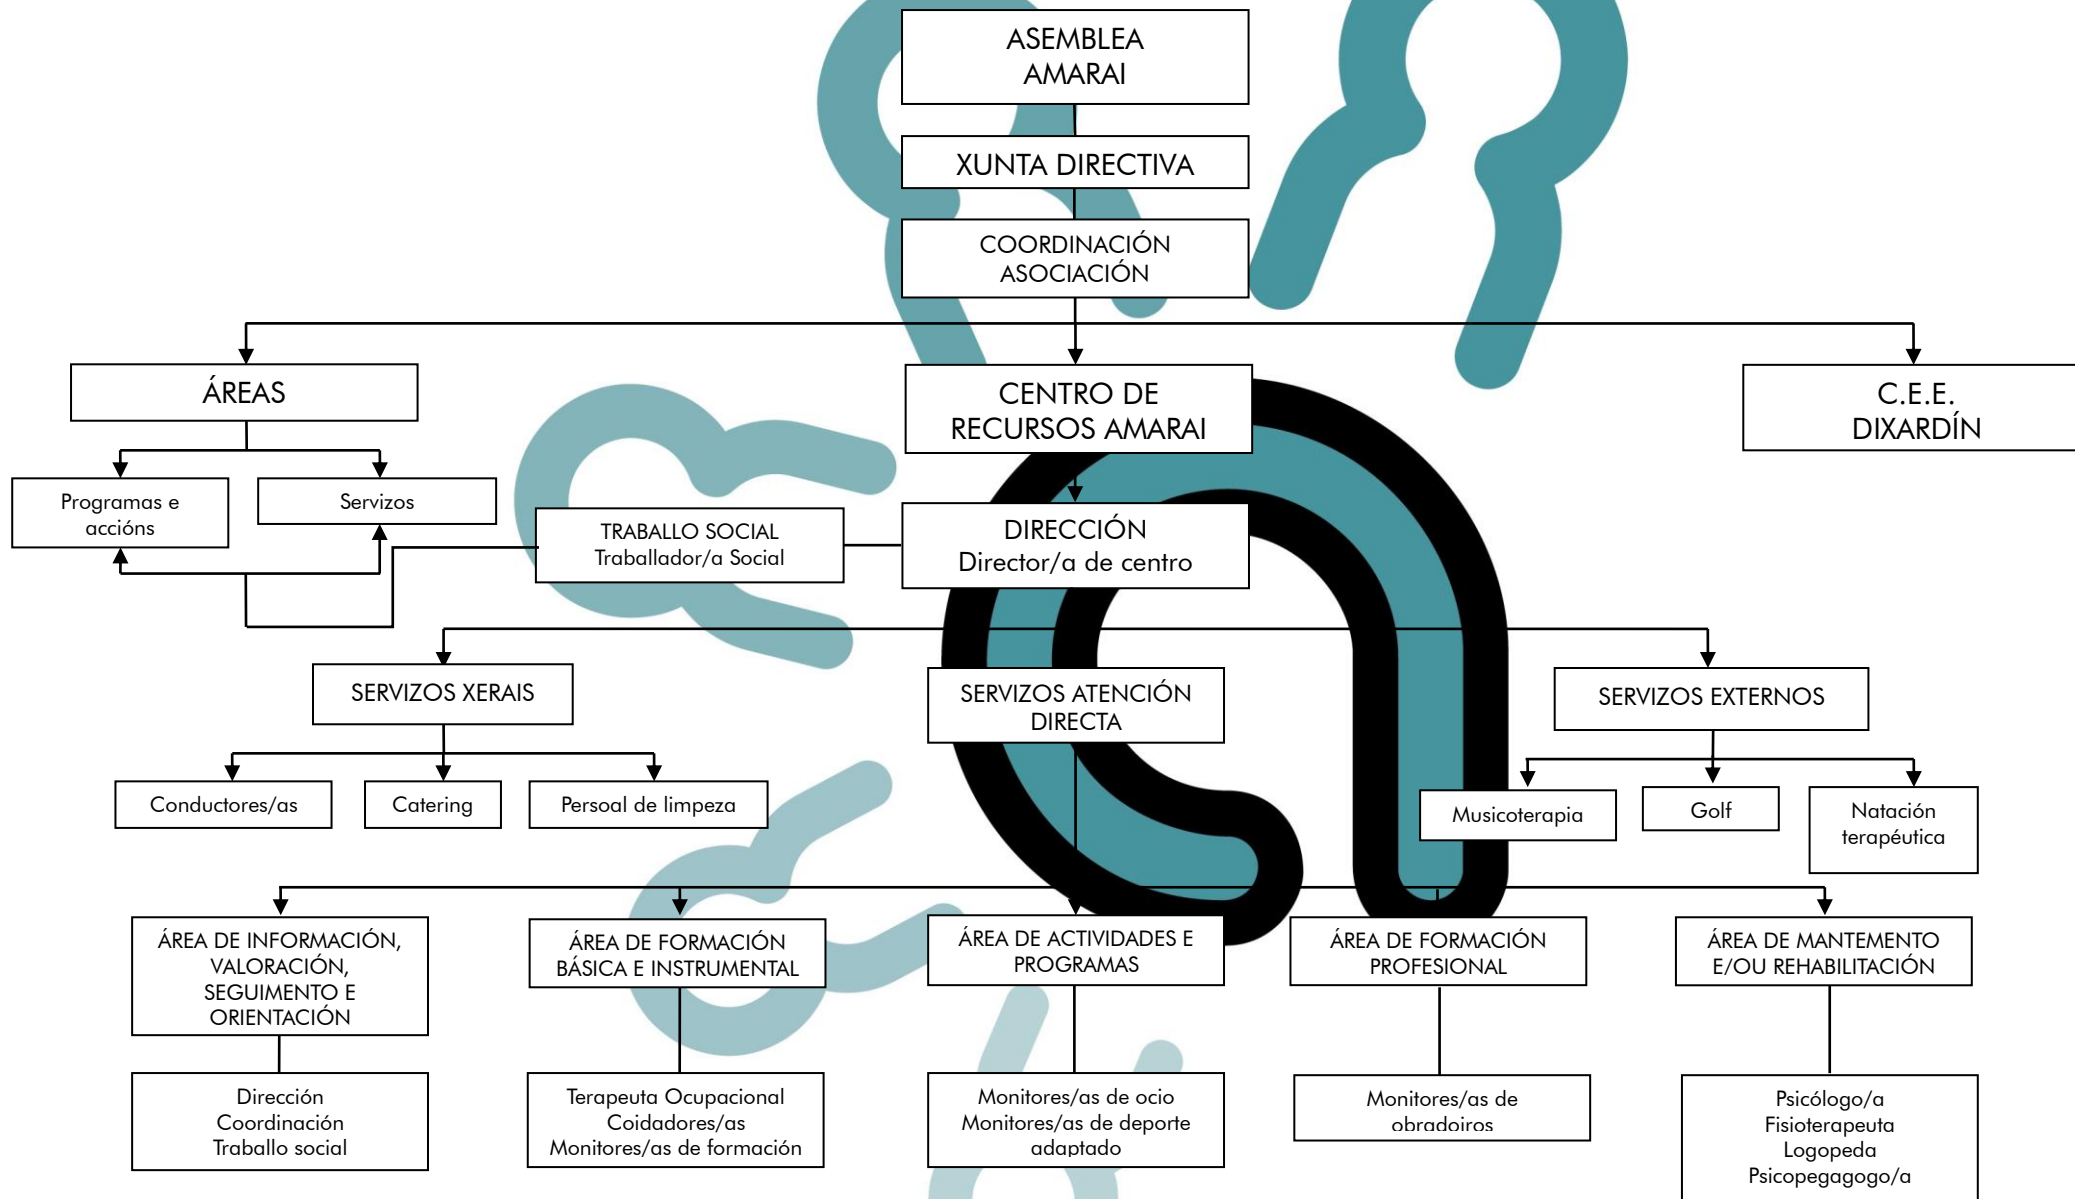 ASEMBLEA
AMARAI
XUNTA DIRECTIVA
COORDINACIÓN
ASOCIACIÓN
ÁREAS
CENTRO DE
RECURSOS AMARAI
C.E.E.
DIXARDÍN
Programas e
accións
Servizos
TRABALLO SOCIAL
Traballador/a Social
DIRECCIÓN
Director/a de centro
SERVIZOS XERAIS
SERVIZOS ATENCIÓN
DIRECTA
SERVIZOS EXTERNOS
Conductores/as
Catering
Persoal de limpeza
Musicoterapia
Golf
Natación
terapéutica
ÁREA DE INFORMACIÓN,
VALORACIÓN,
SEGUIMENTO E
ORIENTACIÓN
ÁREA DE FORMACIÓN
BÁSICA E INSTRUMENTAL
ÁREA DE ACTIVIDADES E
PROGRAMAS
ÁREA DE FORMACIÓN
PROFESIONAL
ÁREA DE MANTEMENTO
E/OU REHABILITACIÓN
Dirección
Coordinación
Traballo social
Terapeuta Ocupacional
Coidadores/as
Monitores/as de formación
Monitores/as de ocio
Monitores/as de deporte
adaptado
Monitores/as de
obradoiros
Psicólogo/a
Fisioterapeuta
Logopeda
Psicopegagogo/a